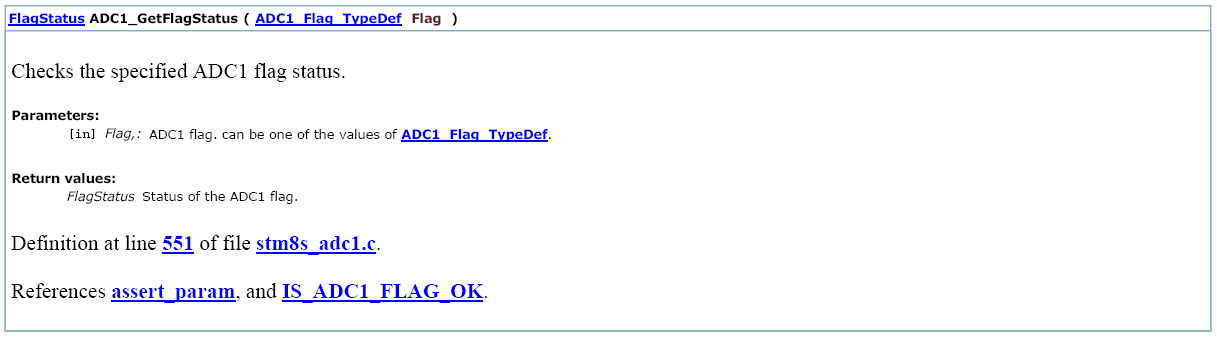 FlagStatus ADC1_GetFlagStatus ( ADC1_Flag_TypeDef Flag )
Checks the specified ADC1 flag status.
Parameters:
[in] Flag,: ADC1 flag. can be one of the values of ADC1_Flag_TypeDef.
Return values:
FlagStatus Status of the ADC1 flag.
Definition at line 551 of file stm8s_adc1.c.
References assert_param, and IS_ADC1_FLAG_OK.